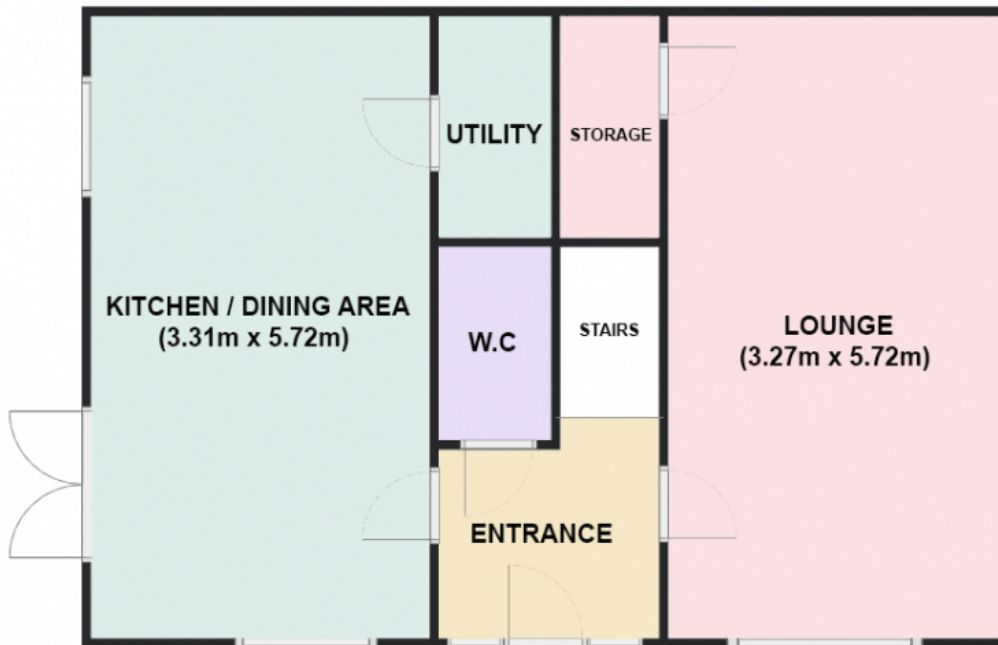 UTILITY
STORAGE
KITCHEN / DINING AREA
(3.31m x 5.72m)
W.C
STAIRS
LOUNGE
(3.27m x 5.72m)
ENTRANCE